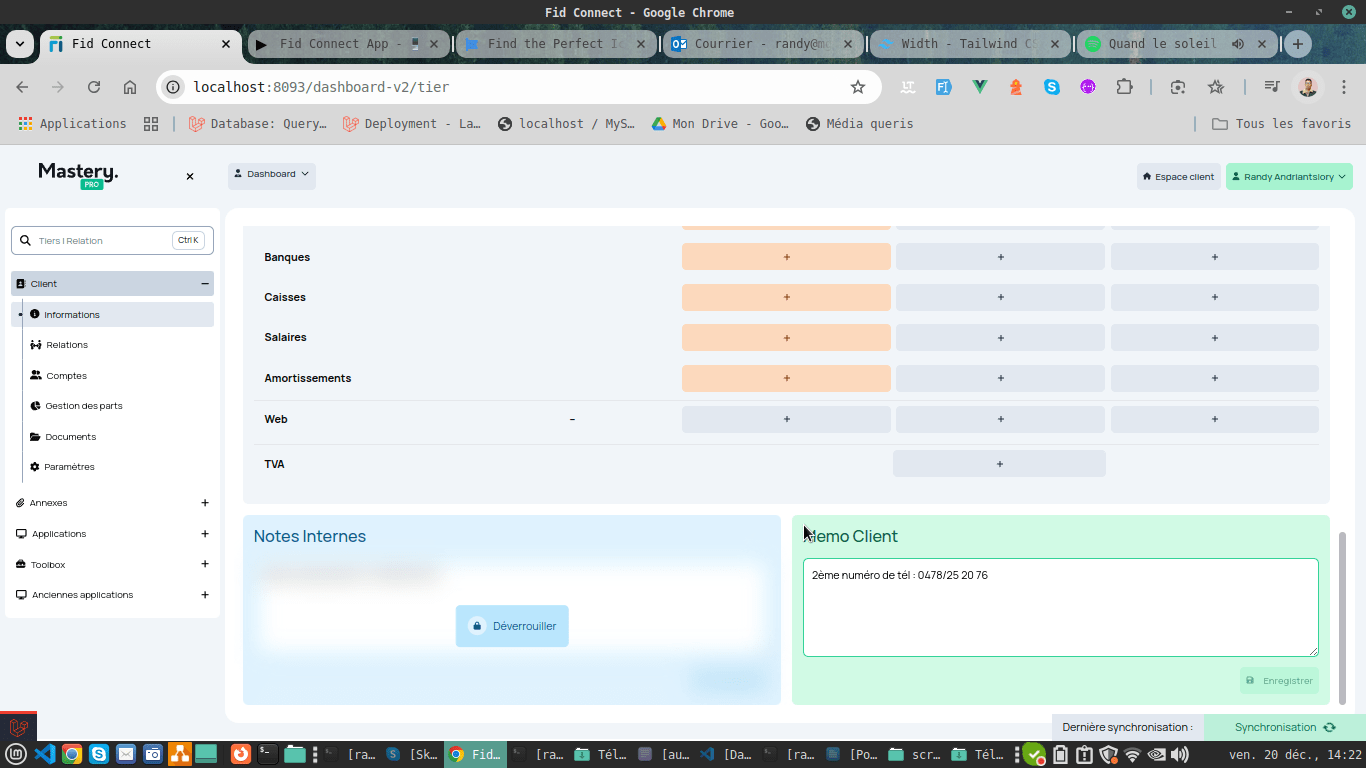 Fid Connect - Google Chrome
Fid Connect
Fid Connect App -
Find the Perfect Ic
Courrier - randy@m
Width - Tailwind CS
Quand le soleil
localhost:8093/dashboard-v2/tier
Applications
Database: Query…
Deployment - La…
localhost / MyS…
Mon Drive - Goo…
Média queris
Tous les favoris
Mastery.
PRO
Dashboard
Espace client
Randy Andriantsiory
Tiers | Relation
Ctrl K
Client
Informations
Relations
Comptes
Gestion des parts
Documents
Paramètres
Annexes
Applications
Toolbox
Anciennes applications
Banques + + +
Caisses + + +
Salaires + + +
Amortissements + + +
Web - + + +
TVA +
Notes Internes
Déverrouiller
Memo Client
2ème numéro de tél : 0478/25 20 76
Enregistrer
Dernière synchronisation :
Synchronisation
[ra…
[Sk…
Fid…
[ra…
Tél…
[au…
[Da…
[ra…
[Po…
scr…
Tél…
ven. 20 déc., 14:22